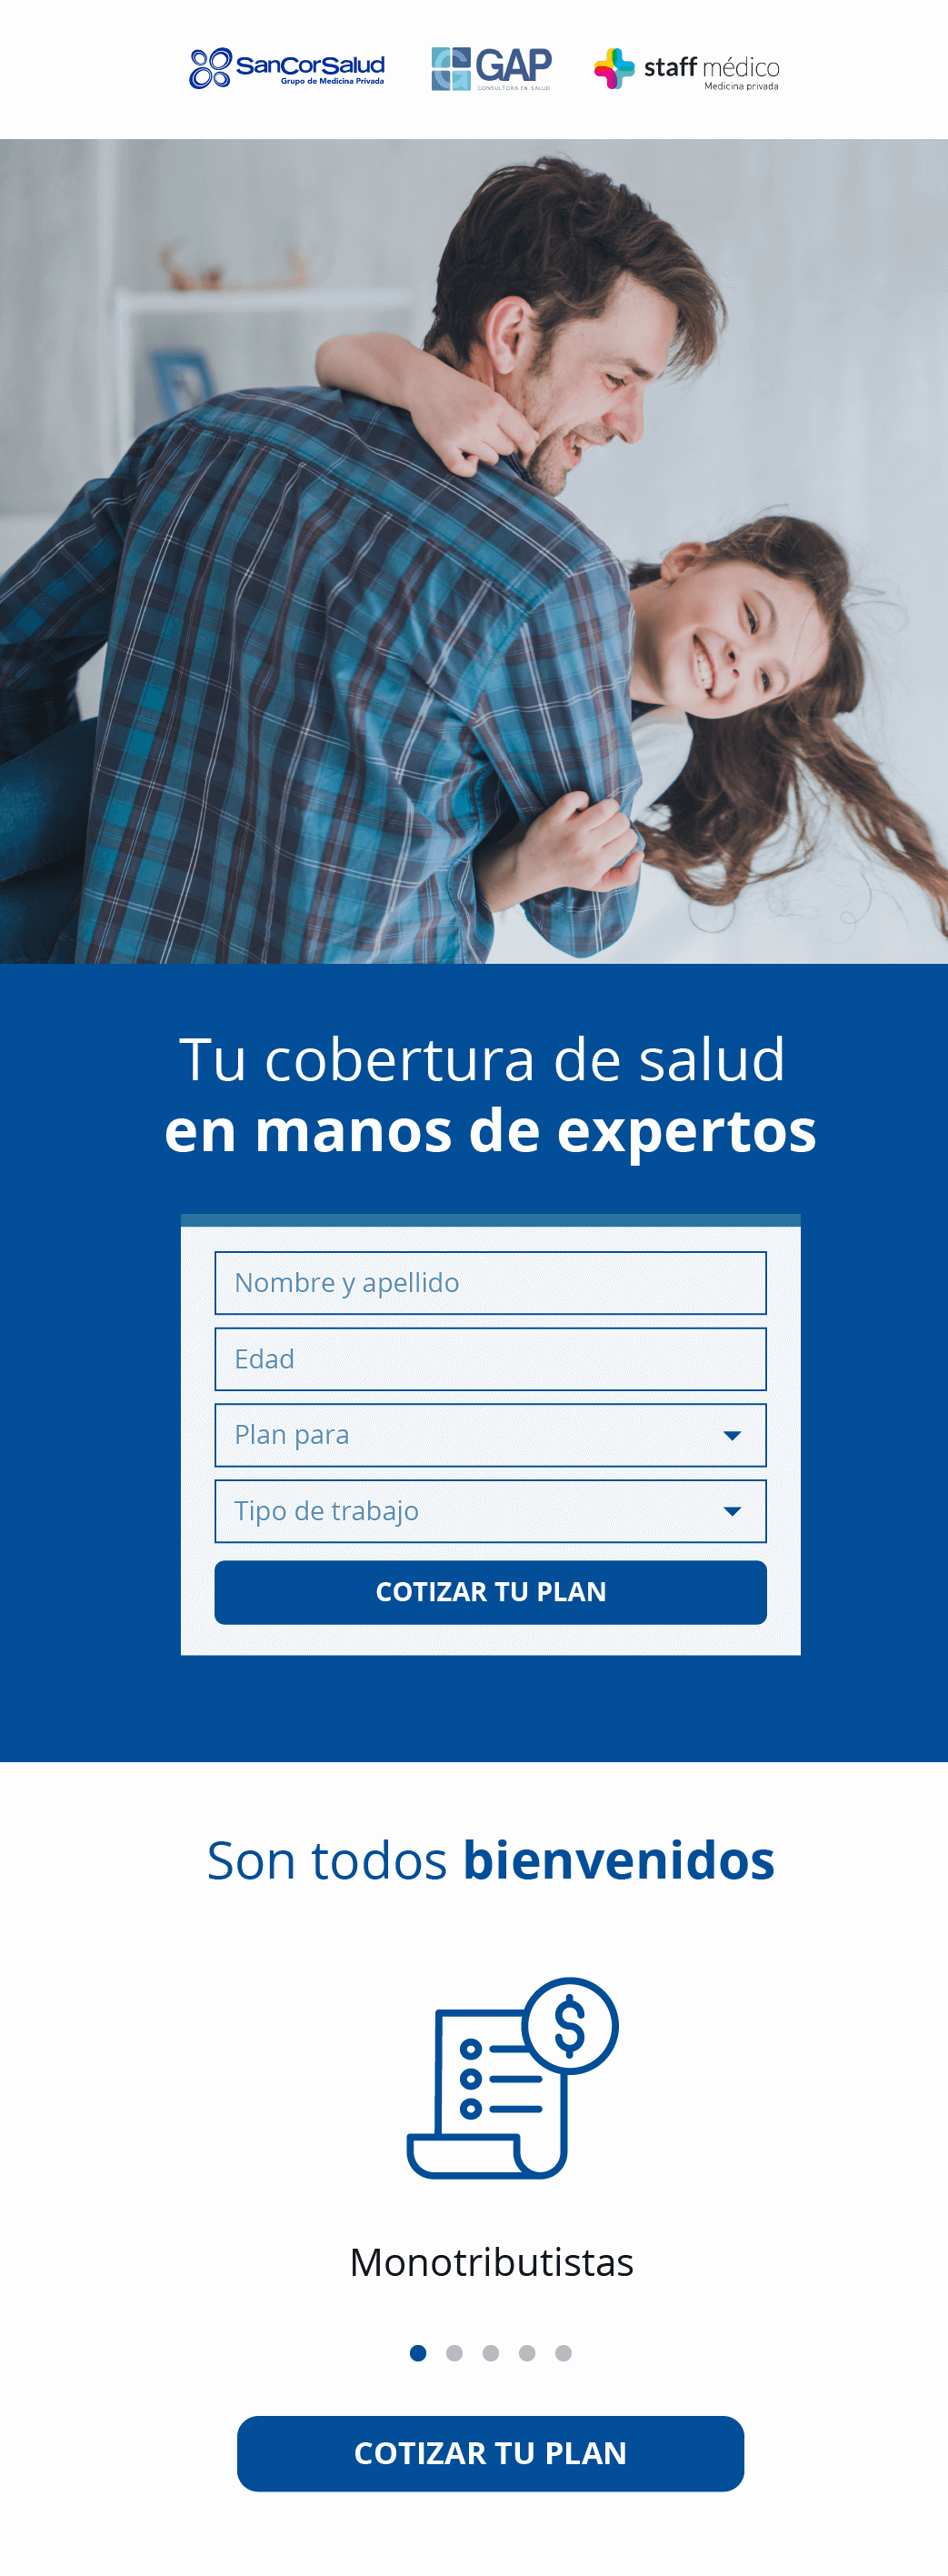 SanCorSalud
Grupo de Medicina Privada
GAP
CONSULTORA EN SALUD
staff médico
Medicina privada
Tu cobertura de salud
en manos de expertos
Nombre y apellido
Edad
Plan para
Tipo de trabajo
COTIZAR TU PLAN
Son todos bienvenidos
$
Monotributistas
COTIZAR TU PLAN